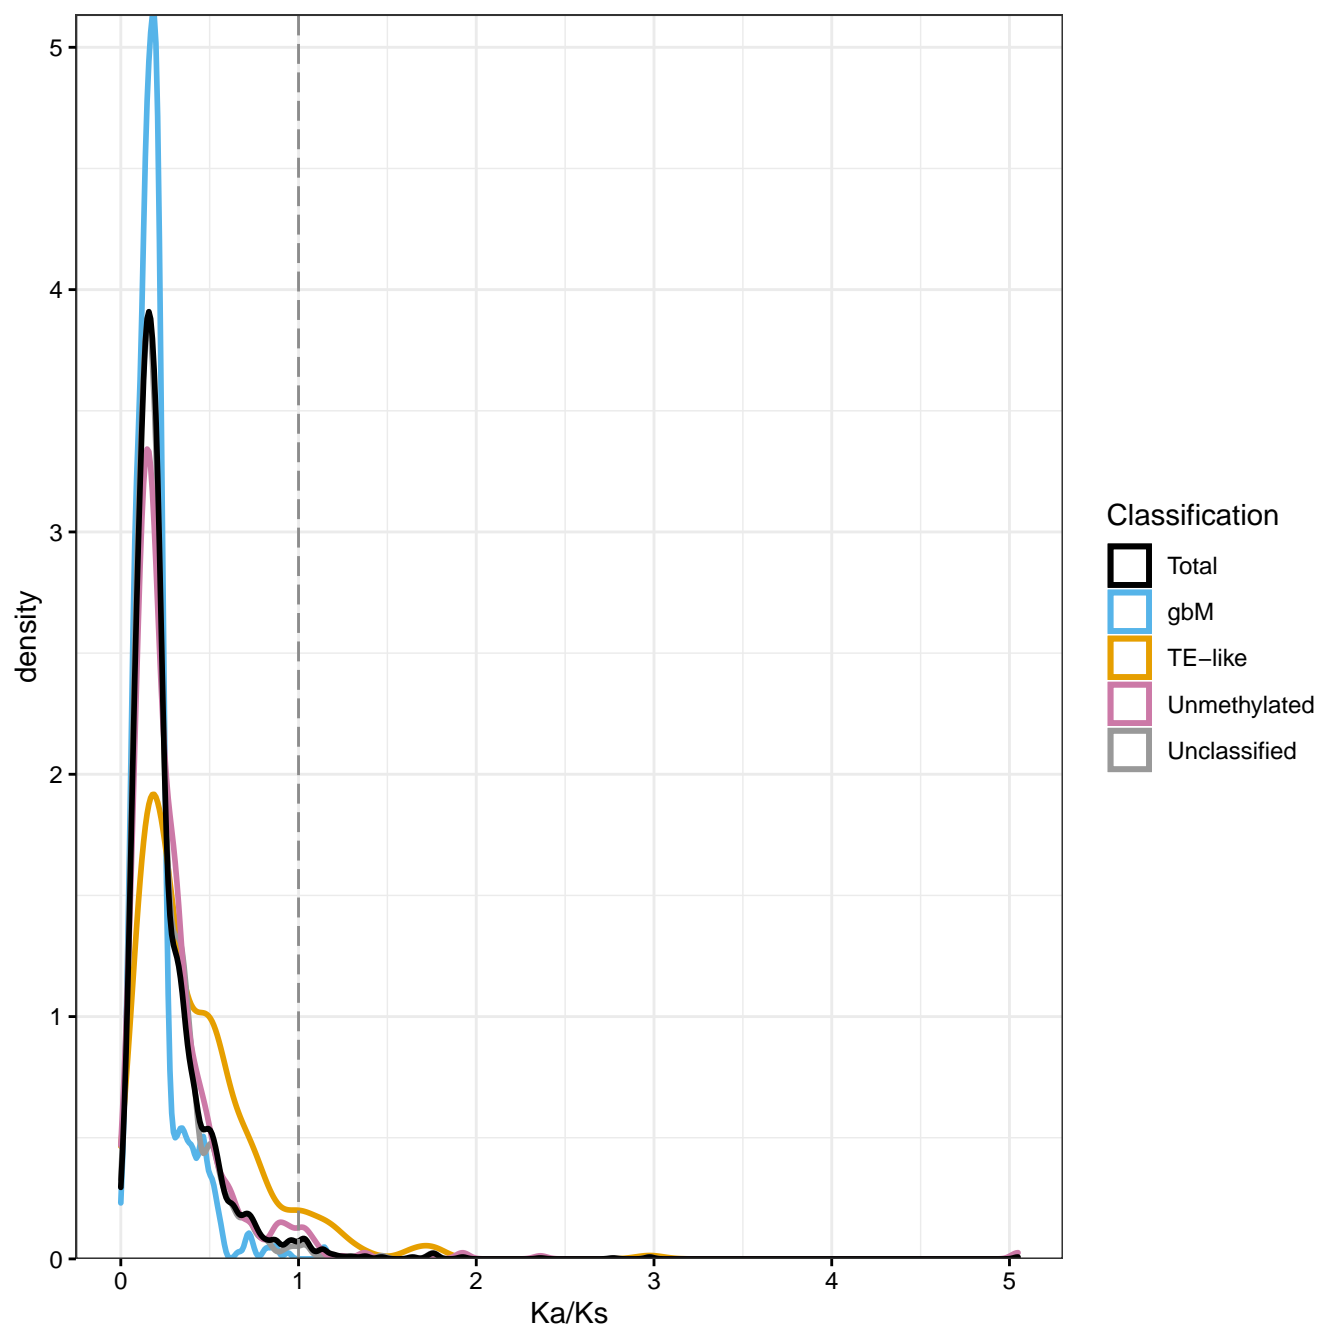 5
4
3
2
1
0
density
0 1 2 3 4 5
Ka/Ks
Classification
Total
gbM
TE−like
Unmethylated
Unclassified